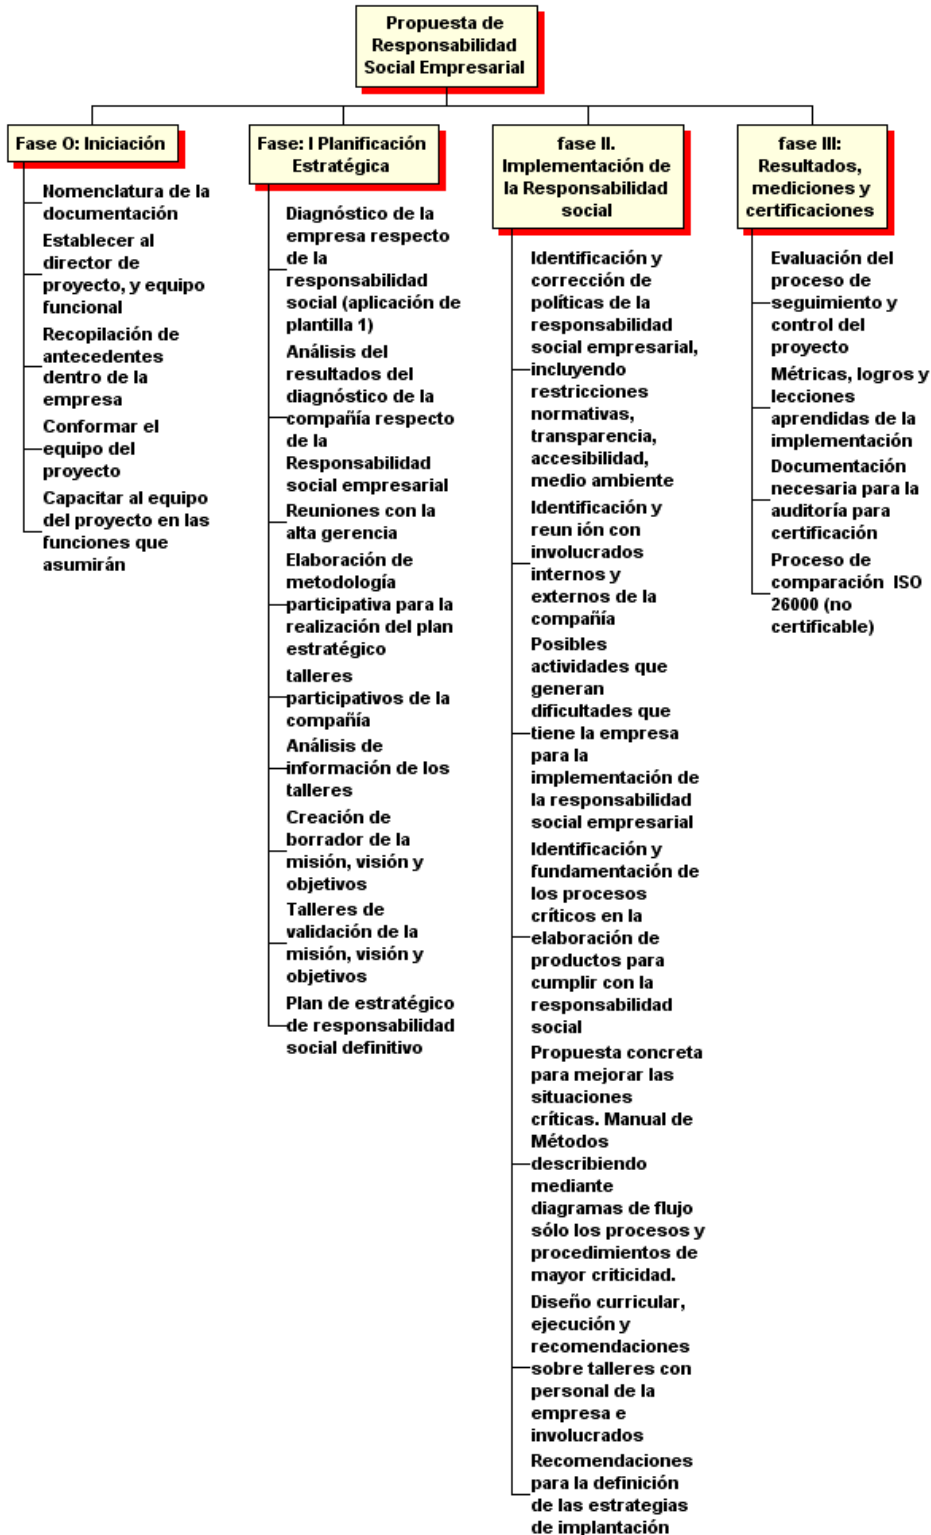 Propuesta de
Responsabilidad
Social Empresarial
Fase O: Iniciación
Nomenclatura de la
documentación
Establecer al
director de
proyecto, y equipo
funcional
Recopilación de
antecedentes
dentro de la
empresa
Conformar el
equipo del
proyecto
Capacitar al equipo
del proyecto en las
funciones que
asumirán
Fase: I Planificación
Estratégica
Diagnóstico de la
empresa respecto
de la
responsabilidad
social (aplicación de
plantilla 1)
Análisis del
resultados del
diagnóstico de la
compañía respecto
de la
Responsabilidad
social empresarial
Reuniones con la
alta gerencia
Elaboración de
metodología
participativa para la
realización del plan
estratégico
talleres
participativos de la
compañía
Análisis de
información de los
talleres
Creación de
borrador de la
misión, visión y
objetivos
Talleres de
validación de la
misión, visión y
objetivos
Plan de estratégico
de responsabilidad
social definitivo
fase II.
Implementación de
la Responsabilidad
social
Identificación y
corrección de
políticas de la
responsabilidad
social empresarial,
incluyendo
restricciones
normativas,
transparencia,
accesibilidad,
medio ambiente
Identificación y
reun ión con
involucrados
internos y
externos de la
compañía
Posibles
actividades que
generan
dificultades que
tiene la empresa
para la
implementación de
la responsabilidad
social empresarial
Identificación y
fundamentación de
los procesos
críticos en la
elaboración de
productos para
cumplir con la
responsabilidad
social
Propuesta concreta
para mejorar las
situaciones
críticas. Manual de
Métodos
describiendo
mediante
diagramas de flujo
sólo los procesos y
procedimientos de
mayor criticidad.
Diseño curricular,
ejecución y
recomendaciones
sobre talleres con
personal de la
empresa e
involucrados
Recomendaciones
para la definición
de las estrategias
de implantación
fase III:
Resultados,
mediciones y
certificaciones
Evaluación del
proceso de
seguimiento y
control del
proyecto
Métricas, logros y
lecciones
aprendidas de la
implementación
Documentación
necesaria para la
auditoría para
certificación
Proceso de
comparación ISO
26000 (no
certificable)